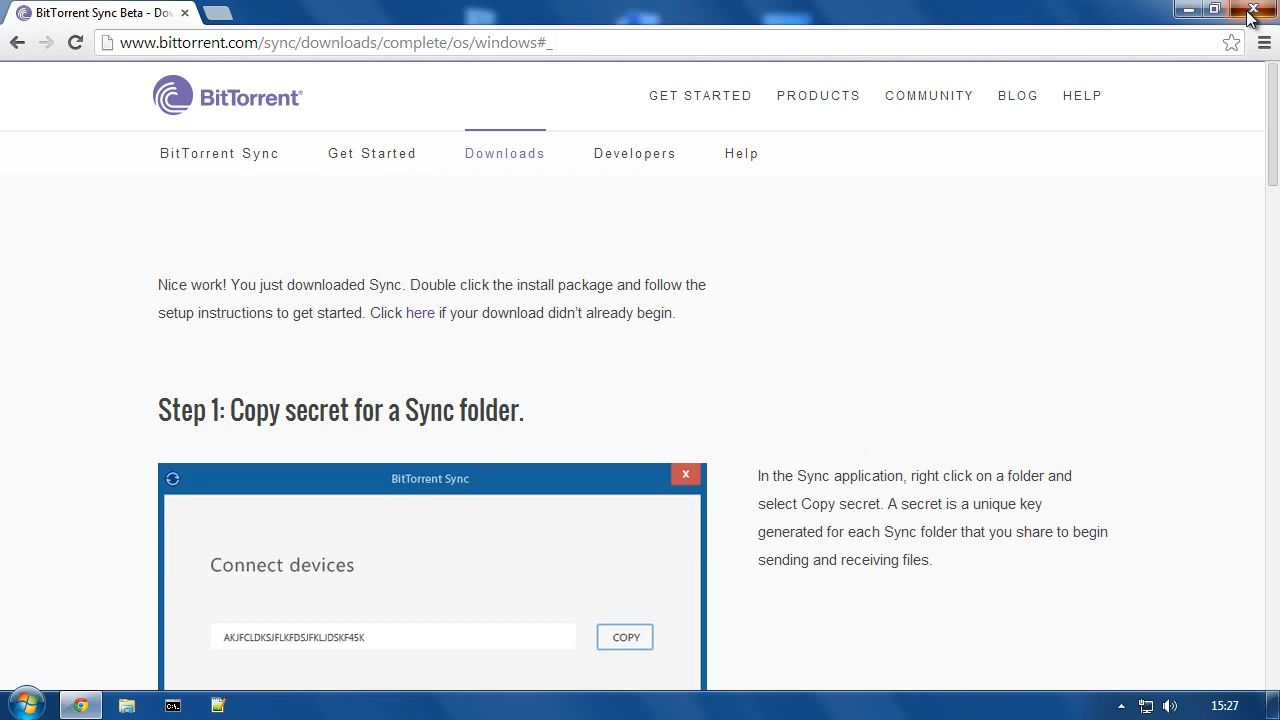 BitTorrent Sync Beta - Dov
www.bittorrent.com/sync/downloads/complete/os/windows#_
BitTorrent®
GET STARTED PRODUCTS COMMUNITY BLOG HELP
BitTorrent Sync Get Started Downloads Developers Help
Nice work! You just downloaded Sync. Double click the install package and follow the
setup instructions to get started. Click here if your download didn't already begin.
Step 1: Copy secret for a Sync folder.
BitTorrent Sync
x
In the Sync application, right click on a folder and
select Copy secret. A secret is a unique key
generated for each Sync folder that you share to begin
sending and receiving files.
Connect devices
AKJFCLDKSJFLKFDSJFKLJDSKF45K
COPY
C:\.
15:27